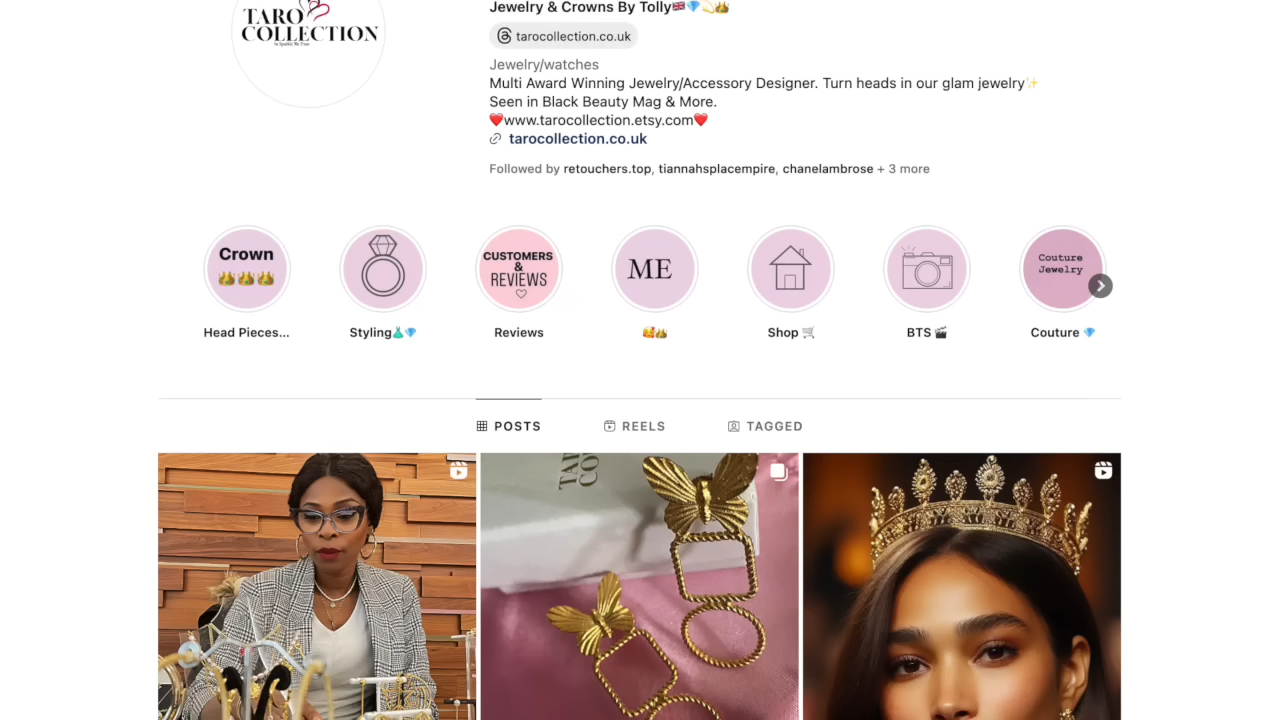 TARO
COLLECTION
Jewelry & Crowns By Tolly🇬🇧💎💫👑
tarocollection.co.uk
Jewelry/watches
Multi Award Winning Jewelry/Accessory Designer. Turn heads in our glam jewelry✨
Seen in Black Beauty Mag & More.
❤️www.tarocollection.etsy.com❤️
tarocollection.co.uk
Followed by retouchers.top, tiannahsplacempire, chanelambrose + 3 more
Crown
👑👑👑
CUSTOMERS
&
REVIEWS
ME
Couture
Jewelry
Head Pieces...
Styling👗💎
Reviews
🥰👑
Shop 🛒
BTS 🎬
Couture 💎
POSTS
REELS
TAGGED
TAR
CO